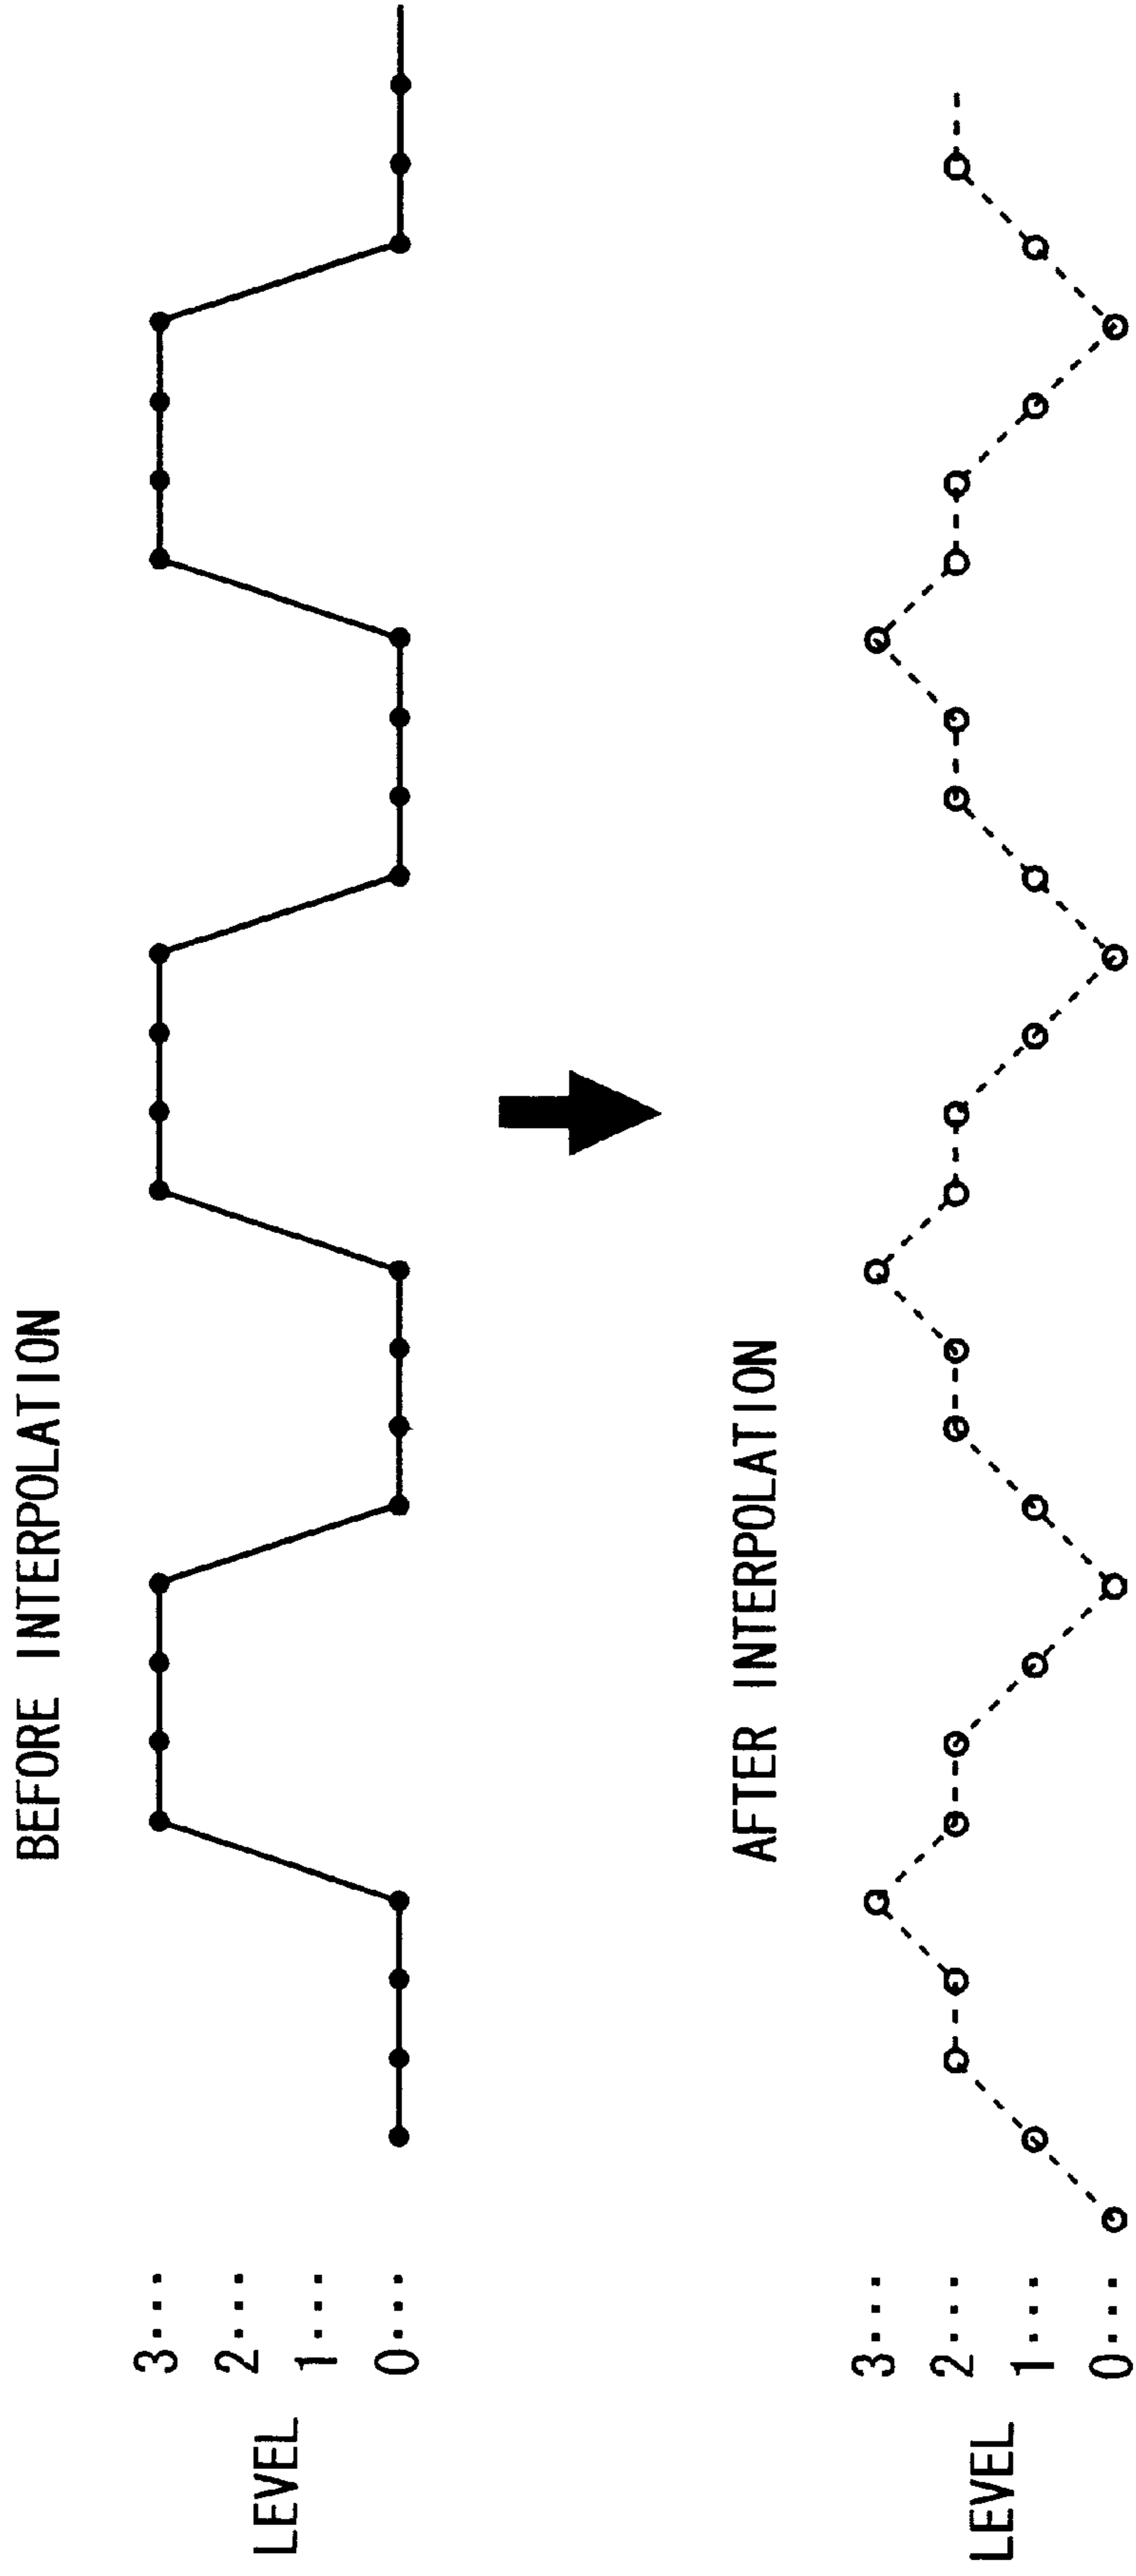 BEFORE INTERPOLATION
LEVEL
3···
2···
1···
0···
AFTER INTERPOLATION
LEVEL
3···
2···
1···
0···